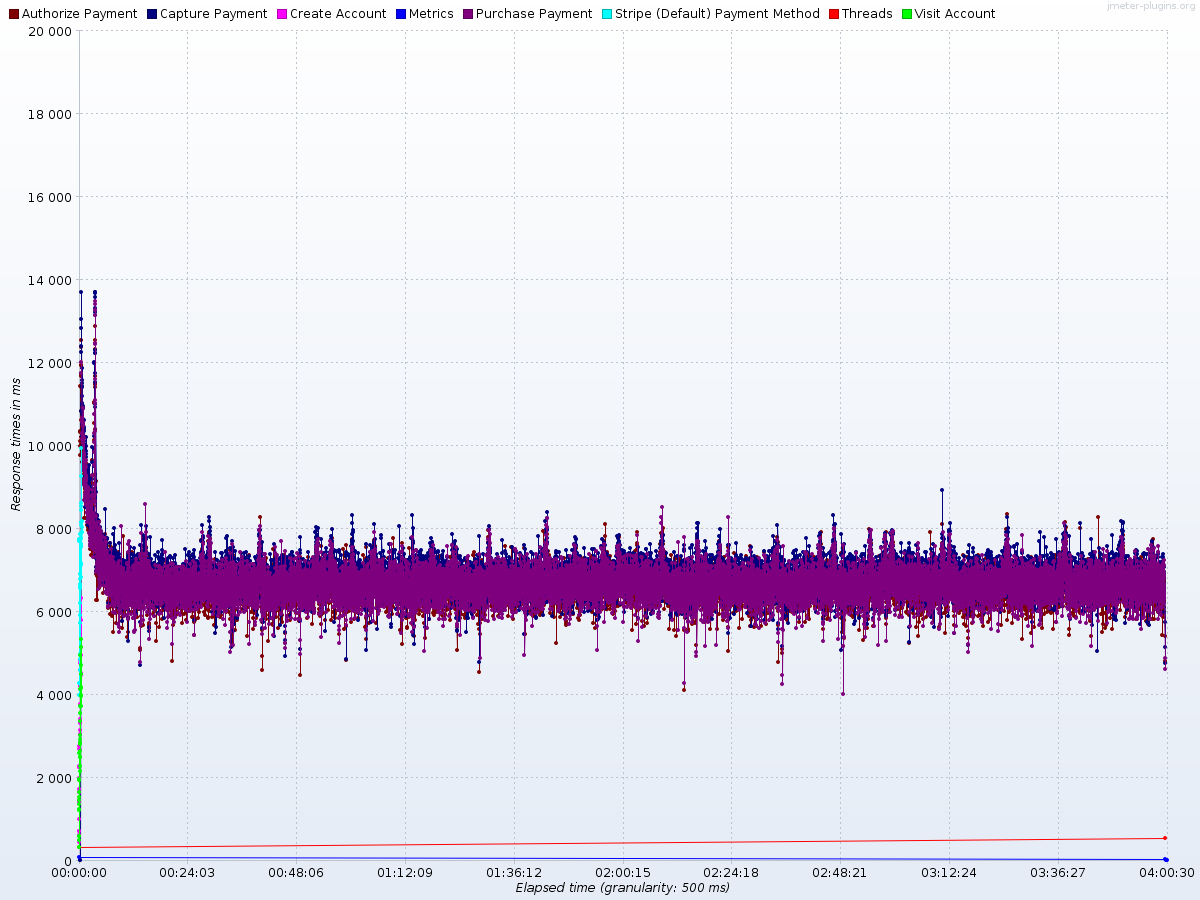 jmeter-plugins.org
Authorize Payment Capture Payment Create Account Metrics Purchase Payment Stripe (Default) Payment Method Threads Visit Account
20 000
18 000
16 000
14 000
12 000
10 000
8 000
6 000
4 000
2 000
0
Response times in ms
00:00:00 00:24:03 00:48:06 01:12:09 01:36:12 02:00:15 02:24:18 02:48:21 03:12:24 03:36:27 04:00:30
Elapsed time (granularity: 500 ms)